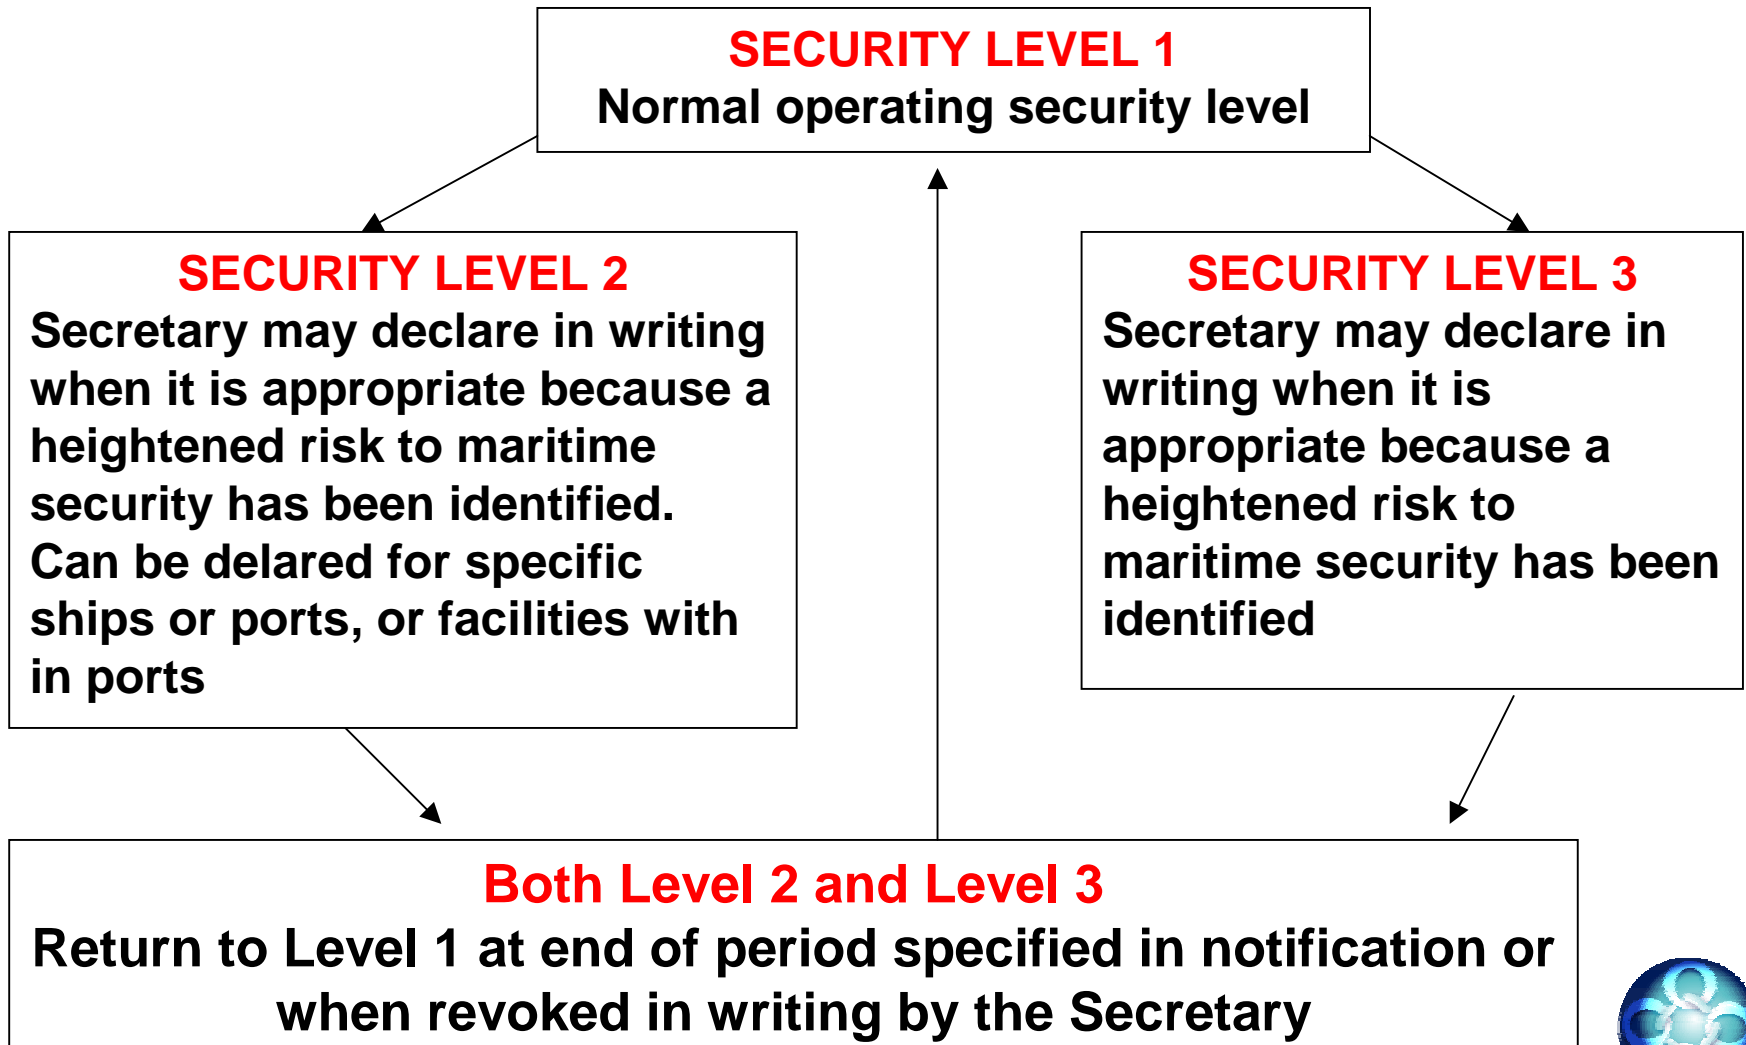 SECURITY LEVEL 1
Normal operating security level
SECURITY LEVEL 2
Secretary may declare in writing
when it is appropriate because a
heightened risk to maritime
security has been identified.
Can be delared for specific
ships or ports, or facilities with
in ports
SECURITY LEVEL 3
Secretary may declare in
writing when it is
appropriate because a
heightened risk to
maritime security has been
identified
Both Level 2 and Level 3
Return to Level 1 at end of period specified in notification or
when revoked in writing by the Secretary